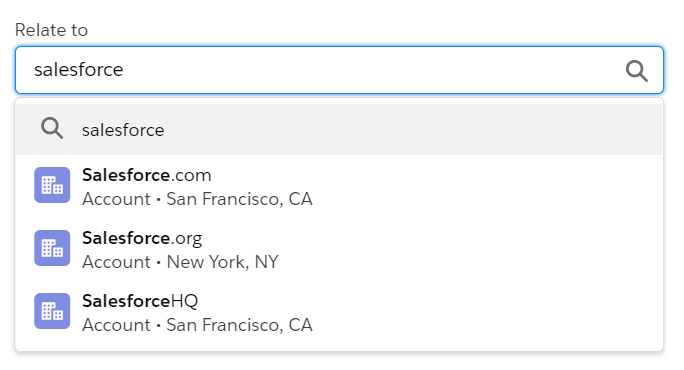 Relate to
salesforce
salesforce
Salesforce.com
Account • San Francisco, CA
Salesforce.org
Account • New York, NY
SalesforceHQ
Account • San Francisco, CA